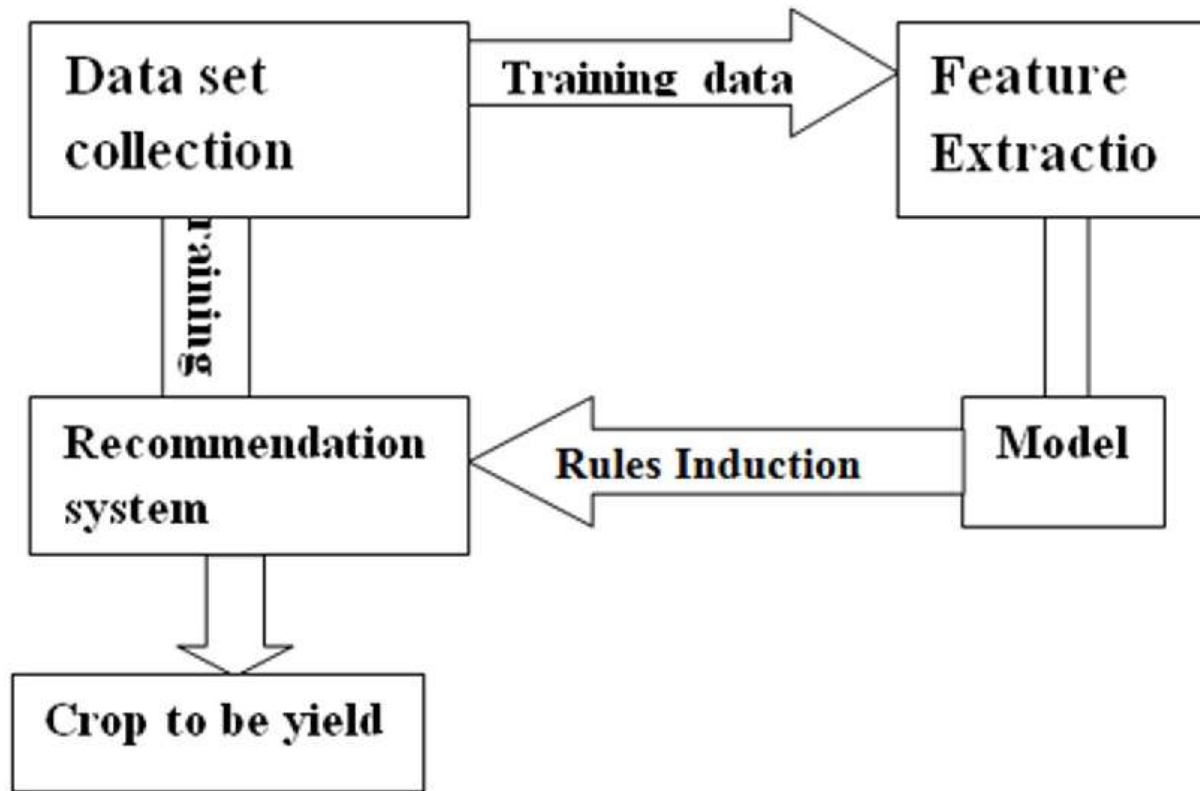 Data set
collection
Training data
Feature
Extractio
raining
Recommendation
system
Rules Induction
Model
Crop to be yield